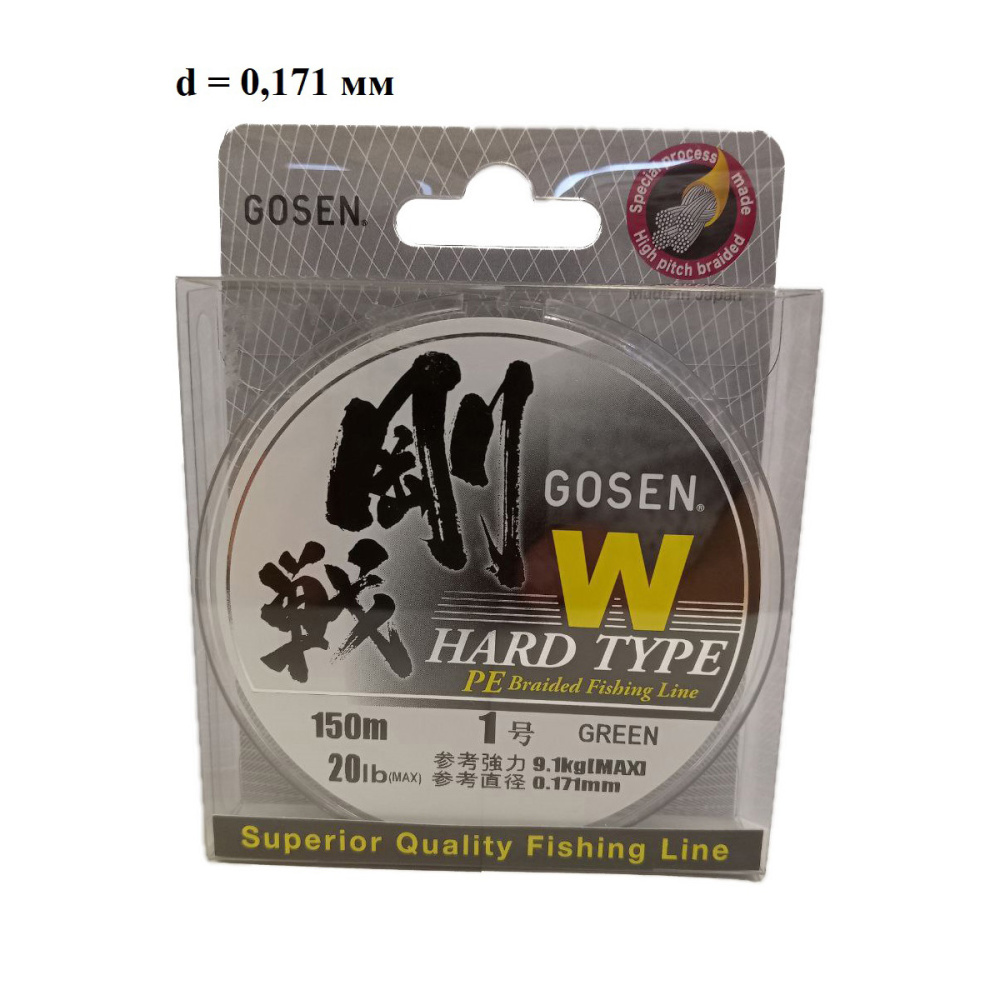 d = 0,171 мм
GOSEN®
Special process made
High pitch braided
Made in Japan
剛戦
GOSEN®
W
HARD TYPE
PE Braided Fishing Line
150m 1号 GREEN
20lb(MAX) 参考強力 9.1kg[MAX]
参考直径 0.171mm
Superior Quality Fishing Line